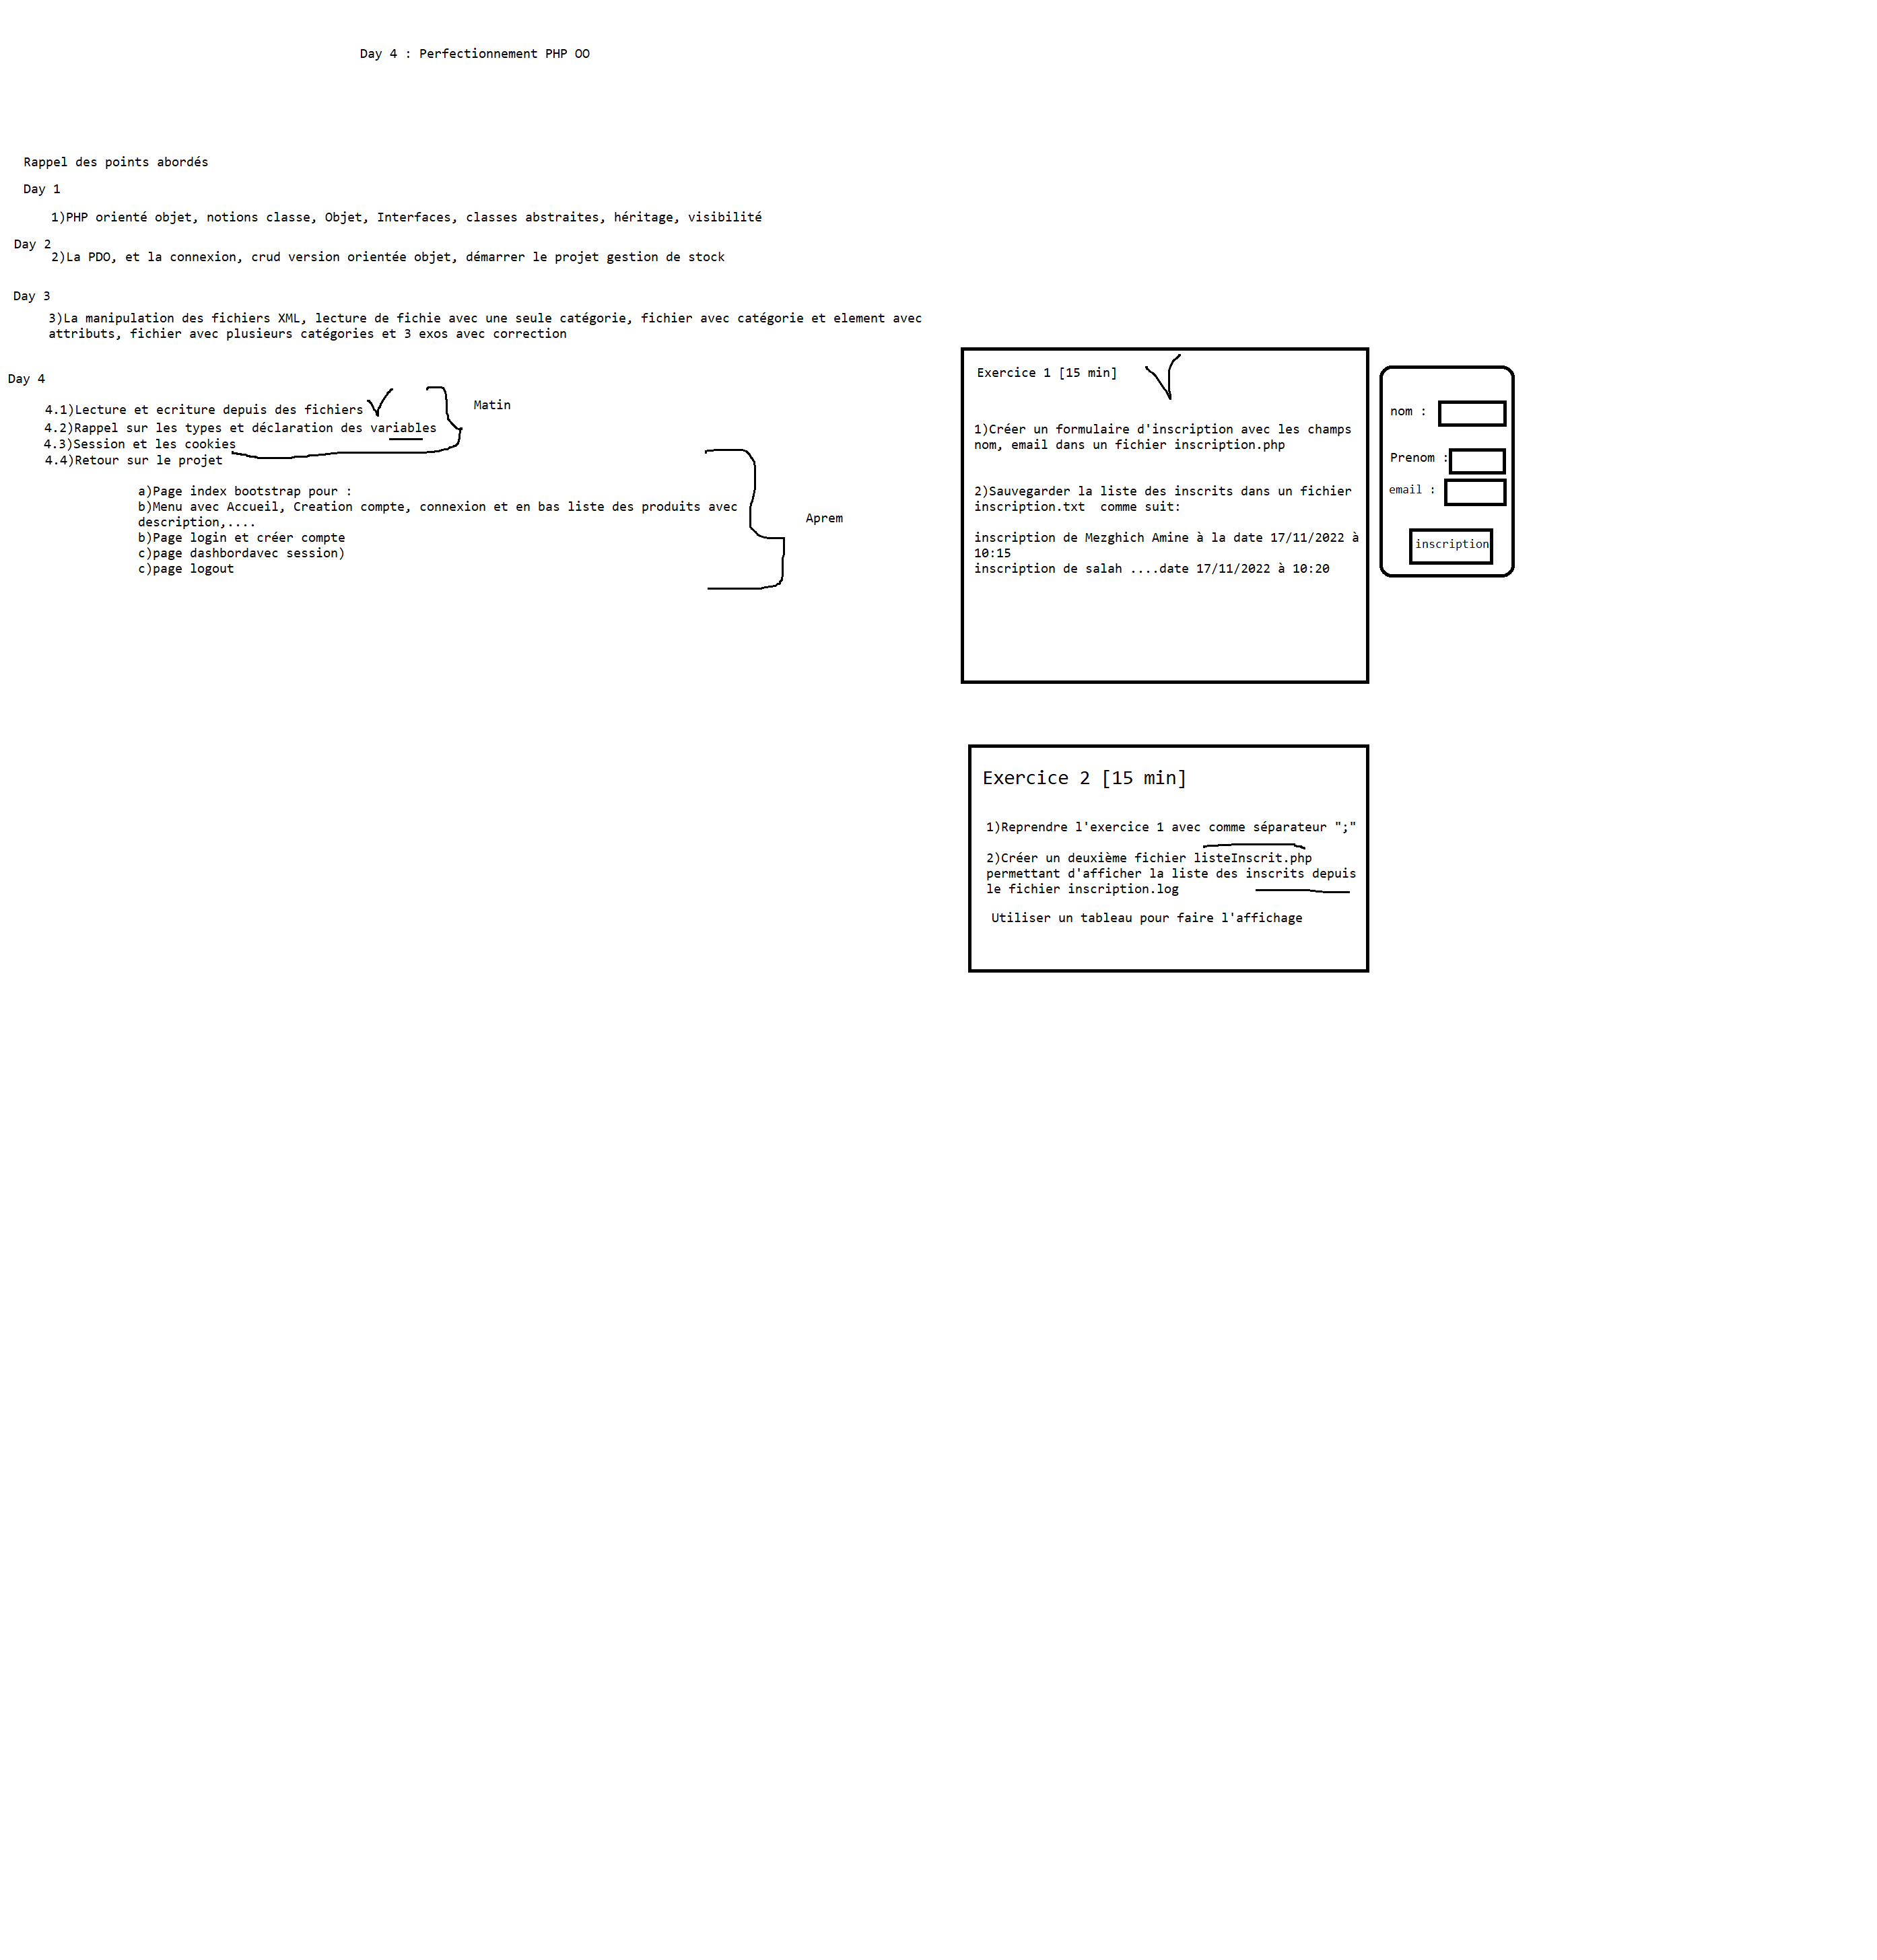 Day 4 : Perfectionnement PHP OO
Rappel des points abordés
Day 1
1)PHP orienté objet, notions classe, Objet, Interfaces, classes abstraites, héritage, visibilité
Day 2
2)La PDO, et la connexion, crud version orientée objet, démarrer le projet gestion de stock
Day 3
3)La manipulation des fichiers XML, lecture de fichie avec une seule catégorie, fichier avec catégorie et element avec
attributs, fichier avec plusieurs catégories et 3 exos avec correction
Day 4
4.1)Lecture et ecriture depuis des fichiers
4.2)Rappel sur les types et déclaration des variables
4.3)Session et les cookies
4.4)Retour sur le projet
Matin
a)Page index bootstrap pour :
b)Menu avec Accueil, Creation compte, connexion et en bas liste des produits avec
description,....
b)Page login et créer compte
c)page dashbordavec session)
c)page logout
Aprem
Exercice 1 [15 min]
1)Créer un formulaire d'inscription avec les champs
nom, email dans un fichier inscription.php
2)Sauvegarder la liste des inscrits dans un fichier
inscription.txt  comme suit:
inscription de Mezghich Amine à la date 17/11/2022 à
10:15
inscription de salah ....date 17/11/2022 à 10:20
nom :
Prenom :
email :
inscription
Exercice 2 [15 min]
1)Reprendre l'exercice 1 avec comme séparateur ";"
2)Créer un deuxième fichier listeInscrit.php
permettant d'afficher la liste des inscrits depuis
le fichier inscription.log
Utiliser un tableau pour faire l'affichage